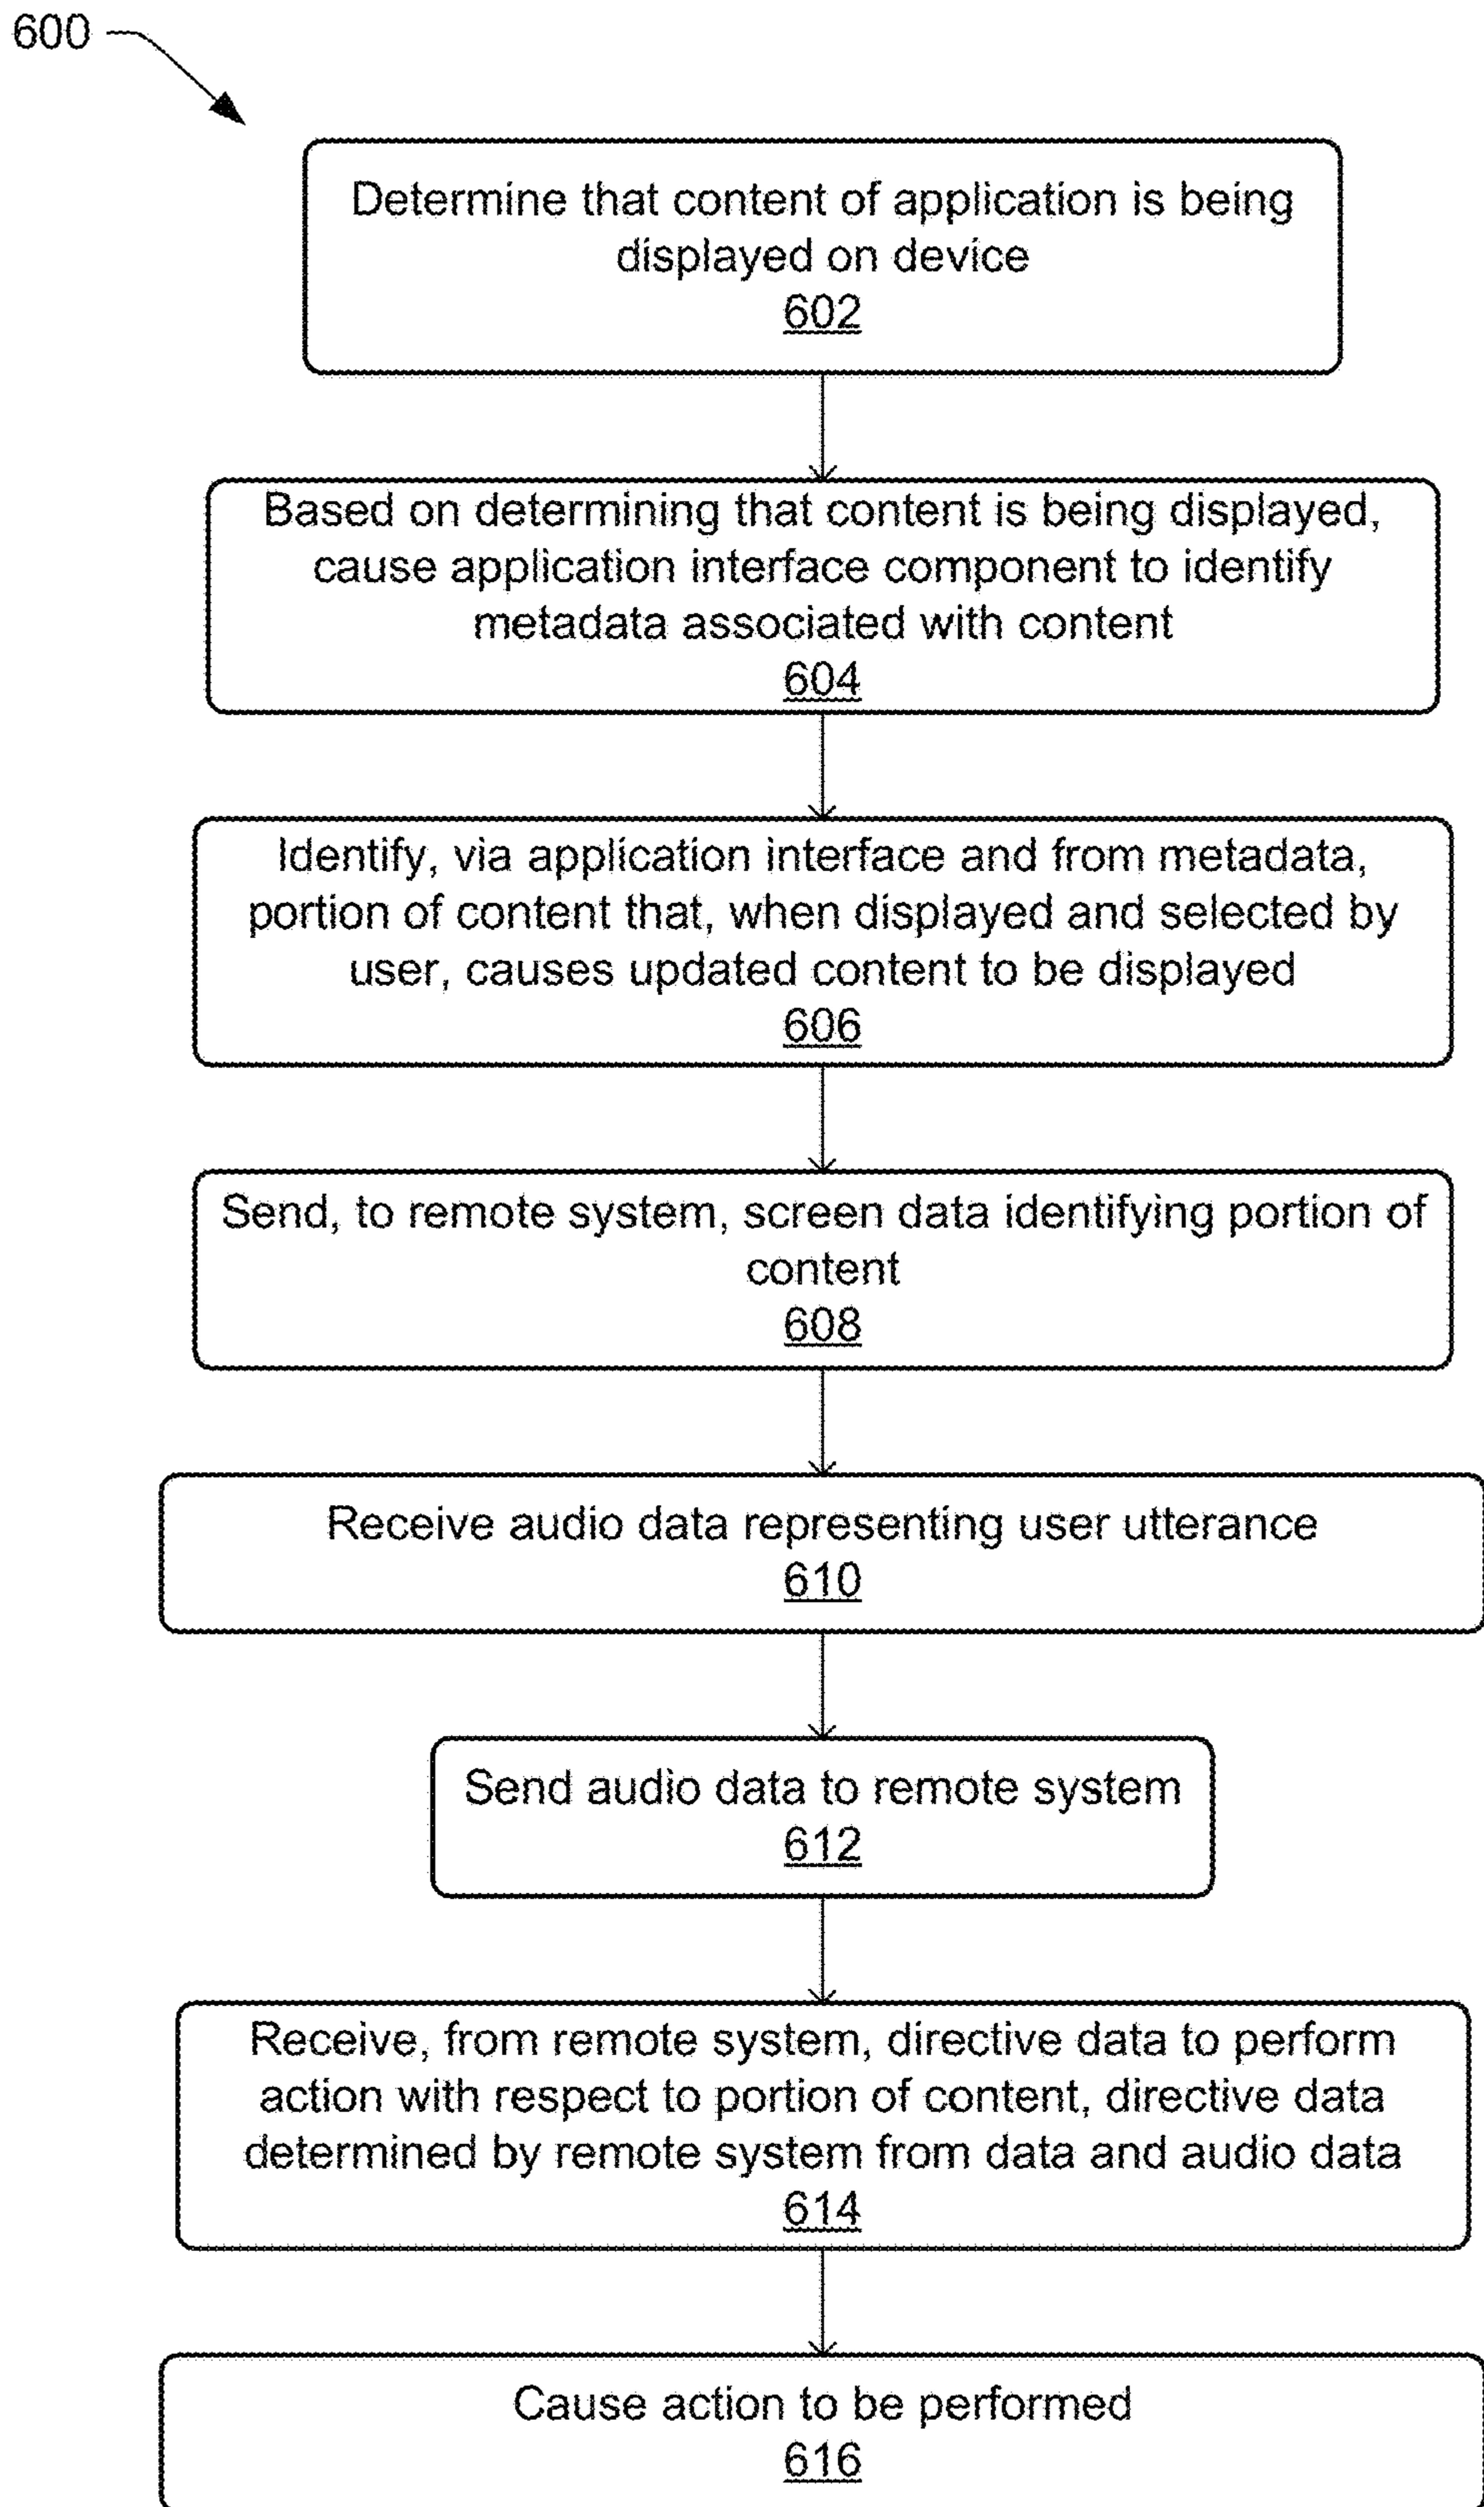 600
Determine that content of application is being
displayed on device
602
Based on determining that content is being displayed,
cause application interface component to identify
metadata associated with content
604
Identify, via application interface and from metadata,
portion of content that, when displayed and selected by
user, causes updated content to be displayed
606
Send, to remote system, screen data identifying portion of
content
608
Receive audio data representing user utterance
610
Send audio data to remote system
612
Receive, from remote system, directive data to perform
action with respect to portion of content, directive data
determined by remote system from data and audio data
614
Cause action to be performed
616